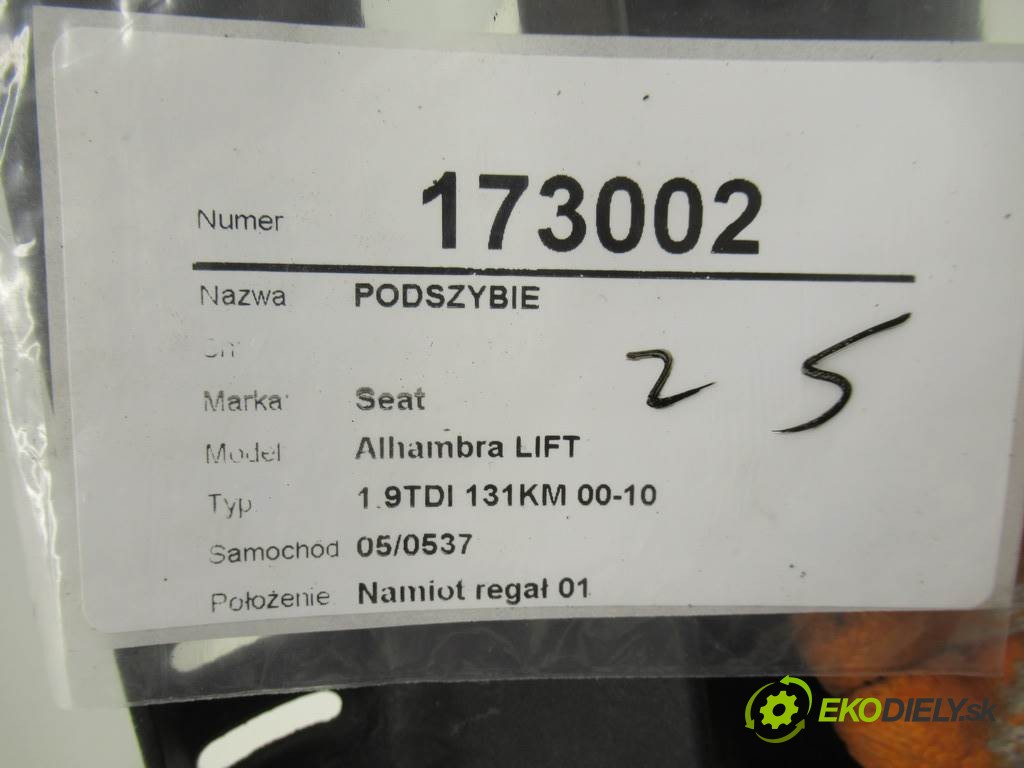 Numer 173002
Nazwa PODSZYBIE
Marka Seat
2 5
Model Alhambra LIFT
Typ 1.9TDI 131KM 00-10
Samochód 05/0537
Położenie Namiot regał 01
EKODIELY.sk